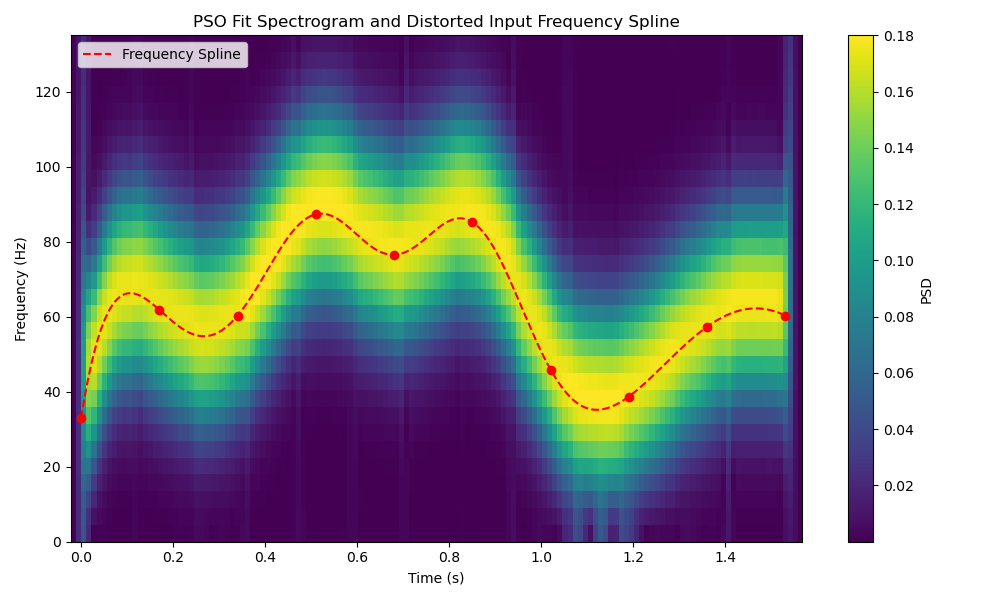 PSO Fit Spectrogram and Distorted Input Frequency Spline
Frequency Spline
Frequency (Hz)
120
100
80
60
40
20
0
0.0 0.2 0.4 0.6 0.8 1.0 1.2 1.4
Time (s)
0.18
0.16
0.14
0.12
0.10
0.08
0.06
0.04
0.02
PSD